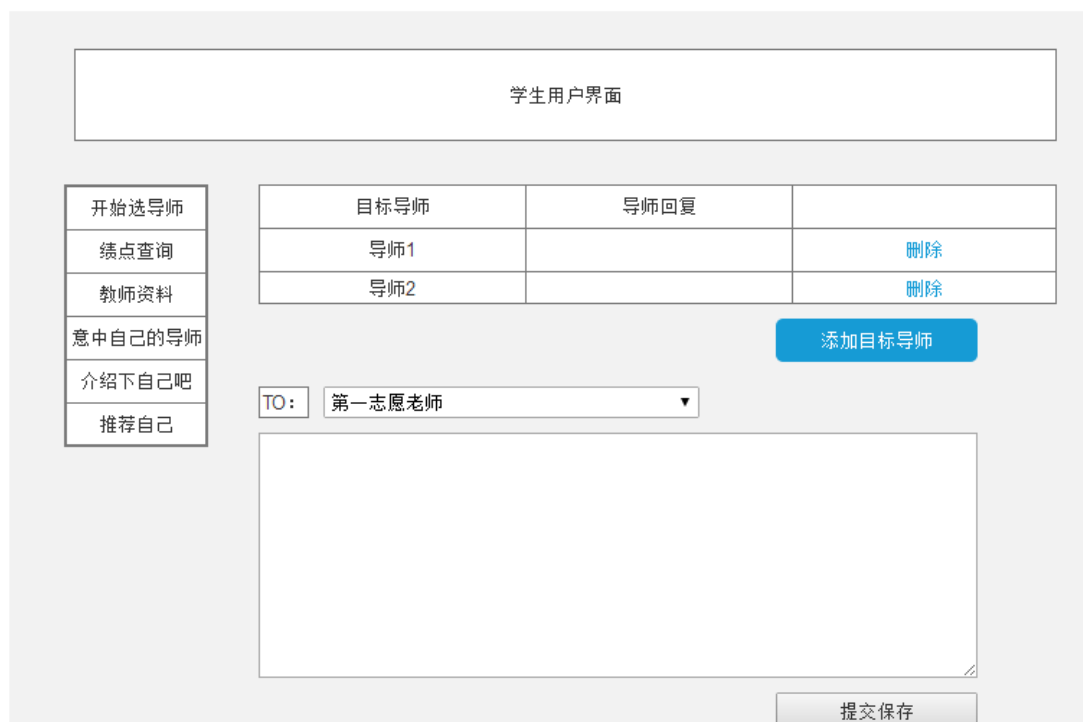 学生用户界面
开始选导师
绩点查询
教师资料
意中自己的导师
介绍下自己吧
推荐自己
目标导师 导师回复
导师1 删除
导师2 删除
添加目标导师
TO: 第一志愿老师
提交保存